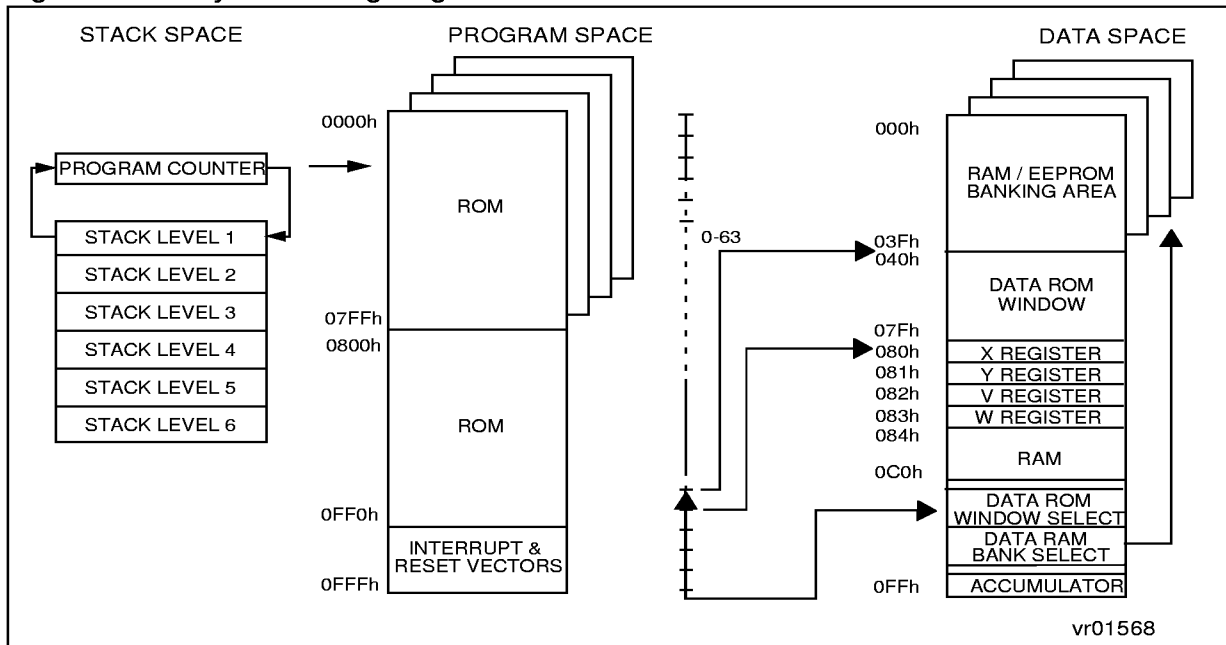 STACK SPACE
PROGRAM SPACE
DATA SPACE
PROGRAM COUNTER
STACK LEVEL 1
STACK LEVEL 2
STACK LEVEL 3
STACK LEVEL 4
STACK LEVEL 5
STACK LEVEL 6
0000h
ROM
07FFh
0800h
ROM
0FF0h
INTERRUPT &
RESET VECTORS
0FFFh
0-63
000h
RAM / EEPROM
BANKING AREA
03Fh
040h
DATA ROM
WINDOW
07Fh
080h
X REGISTER
081h
Y REGISTER
082h
V REGISTER
083h
W REGISTER
084h
RAM
0C0h
DATA ROM
WINDOW SELECT
DATA RAM
BANK SELECT
0FFh
ACCUMULATOR
vr01568